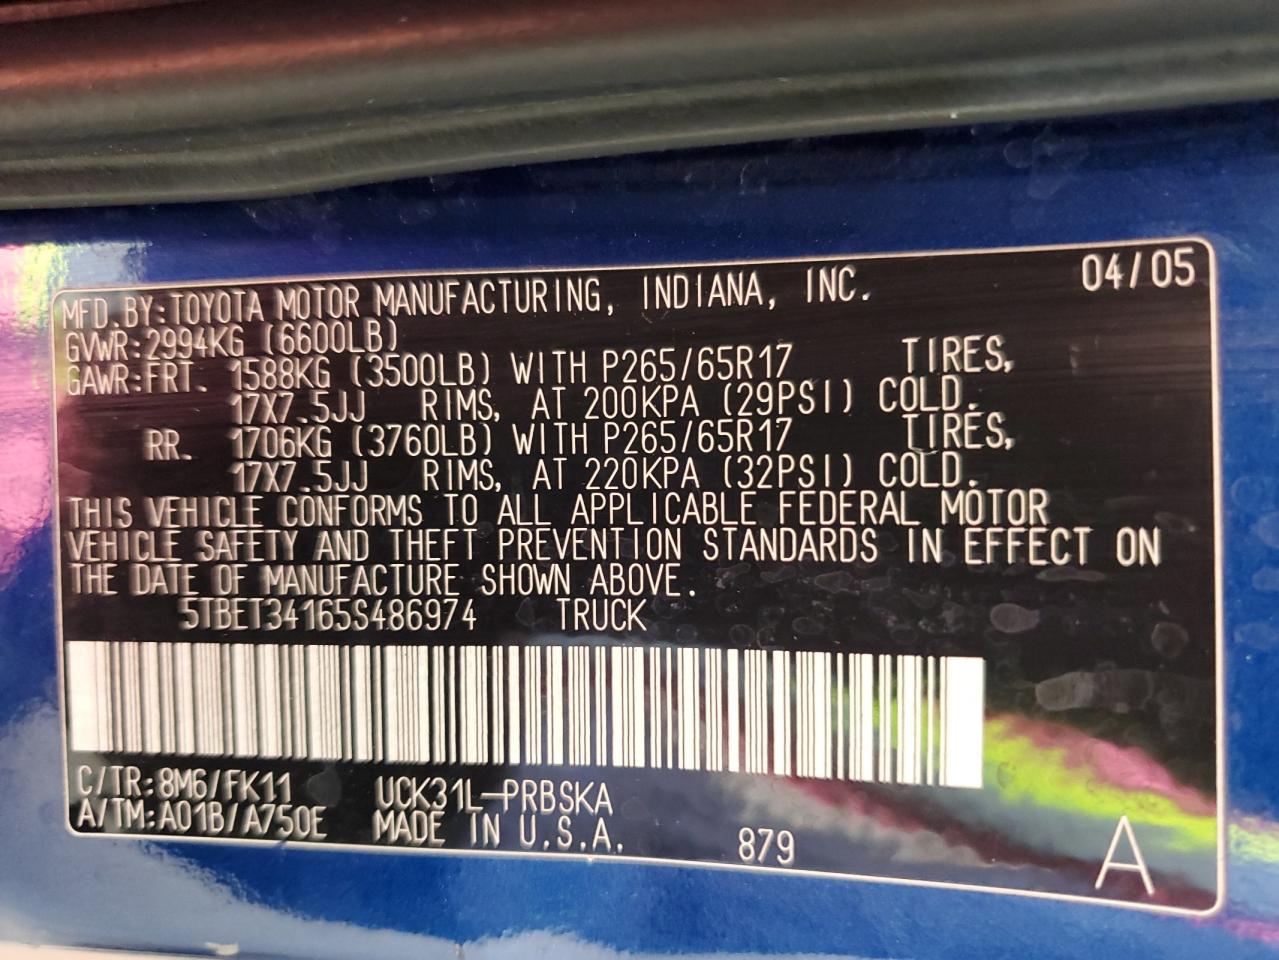 MFD.BY:TOYOTA MOTOR MANUFACTURING, INDIANA, INC. 04/05
GVWR:2994KG (6600LB)
GAWR:FRT. 1588KG (3500LB) WITH P265/65R17 TIRES,
17X7.5JJ RIMS, AT 200KPA (29PSI) COLD.
RR. 1706KG (3760LB) WITH P265/65R17 TIRES,
17X7.5JJ RIMS, AT 220KPA (32PSI) COLD.
THIS VEHICLE CONFORMS TO ALL APPLICABLE FEDERAL MOTOR
VEHICLE SAFETY AND THEFT PREVENTION STANDARDS IN EFFECT ON
THE DATE OF MANUFACTURE SHOWN ABOVE.
5TBET34165S486974 TRUCK
C/TR:8M6/FK11 UCK31L-PRBSKA
A/TM:A01B/A750E MADE IN U.S.A. 879 A